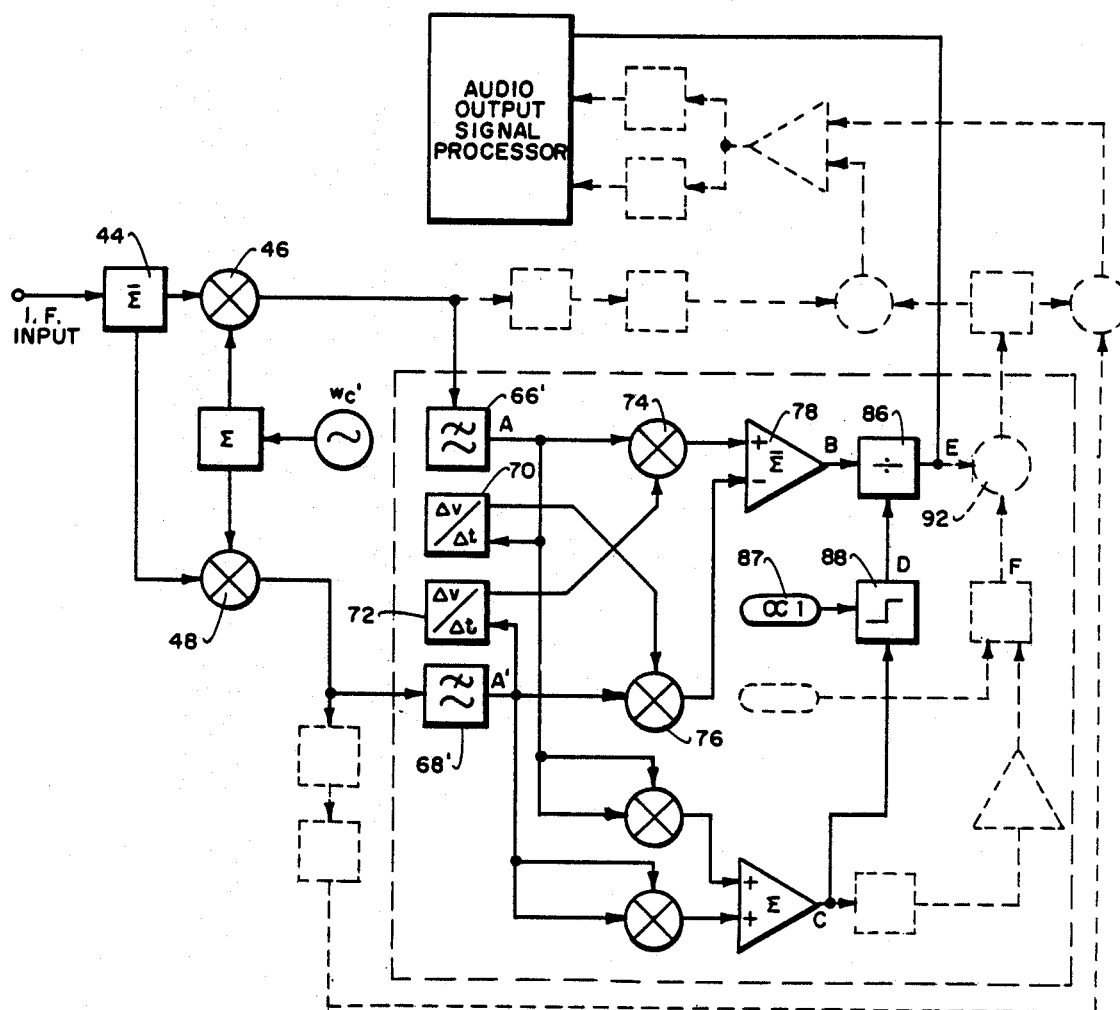 AUDIO
OUTPUT
SIGNAL
PROCESSOR
44
46
Σ
I. F.
INPUT
Σ
wc'
48
66'
A
74
78
86
+
-
Σ
B
÷
E
92
70
Δv/Δt
72
Δv/Δt
87
CC 1
88
D
F
68'
A'
76
+
+
Σ
C